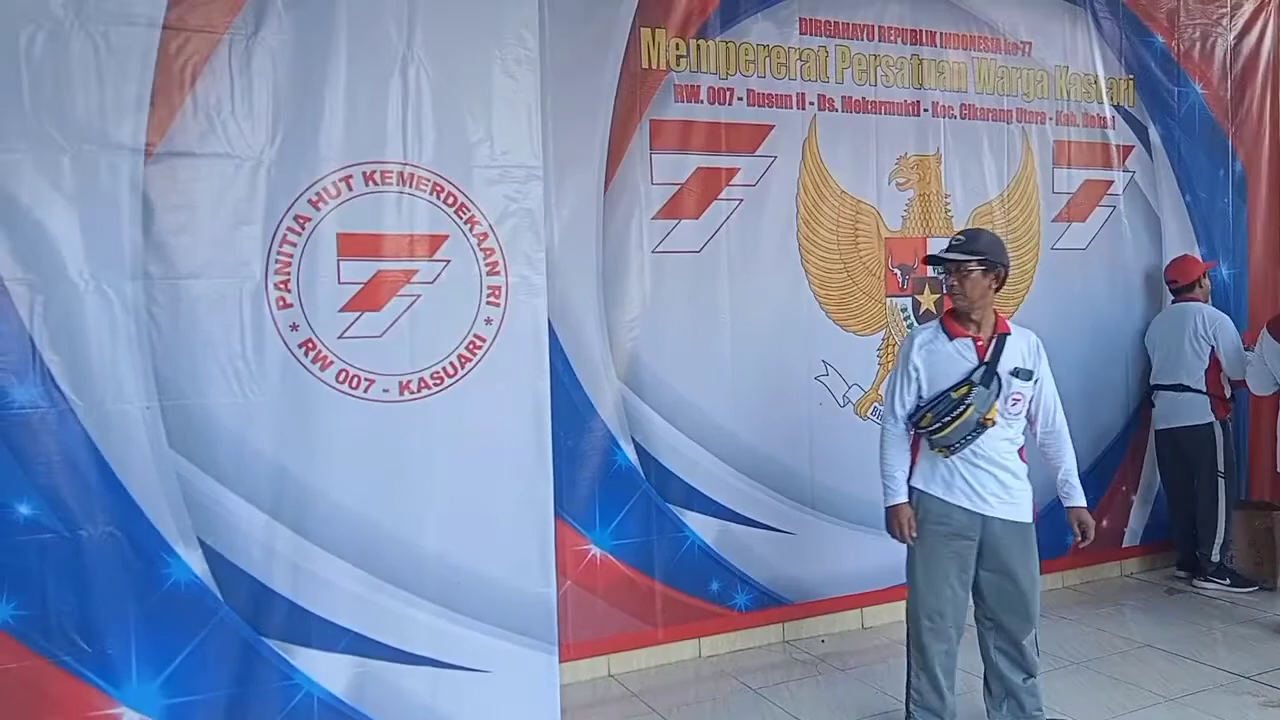 PANITIA HUT KEMERDEKAAN RI
* RW 007 - KASUARI *
DIRGAHAYU REPUBLIK INDONESIA ke-77
Mempererat Persatuan Warga Kasuari
RW. 007 - Dusun II - Ds. Mekarmukti - Kec. Cikarang Utara - Kab. Bekasi